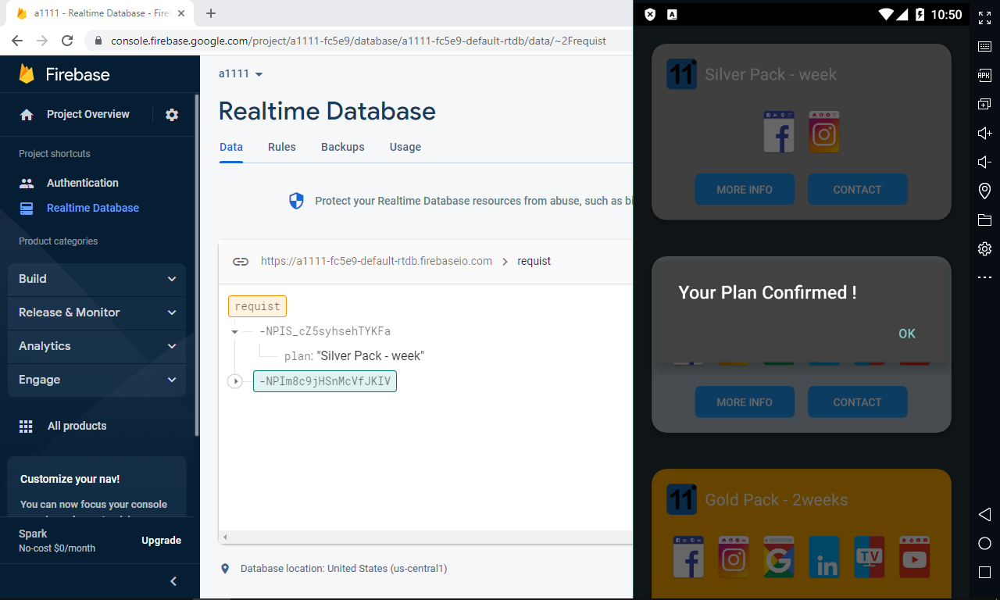 a1111 - Realtime Database - Fire
console.firebase.google.com/project/a1111-fc5e9/database/a1111-fc5e9-default-rtdb/data/~2Frequist
Firebase
Project Overview
Project shortcuts
Authentication
Realtime Database
Product categories
Build
Release & Monitor
Analytics
Engage
All products
Customize your nav!
You can now focus your console
Spark
No-cost $0/month
Upgrade
a1111
Realtime Database
Data Rules Backups Usage
Protect your Realtime Database resources from abuse, such as bi
https://a1111-fc5e9-default-rtdb.firebaseio.com > requist
requist
-NPIS_cZ5syhsehTYKFa
plan: "Silver Pack - week"
-NPIm8c9jHSnMcVfJKIV
Database location: United States (us-central1)
A
10:50
11 Silver Pack - week
MORE INFO CONTACT
Your Plan Confirmed !
OK
MORE INFO CONTACT
11 Gold Pack - 2weeks
f G in TV
APK